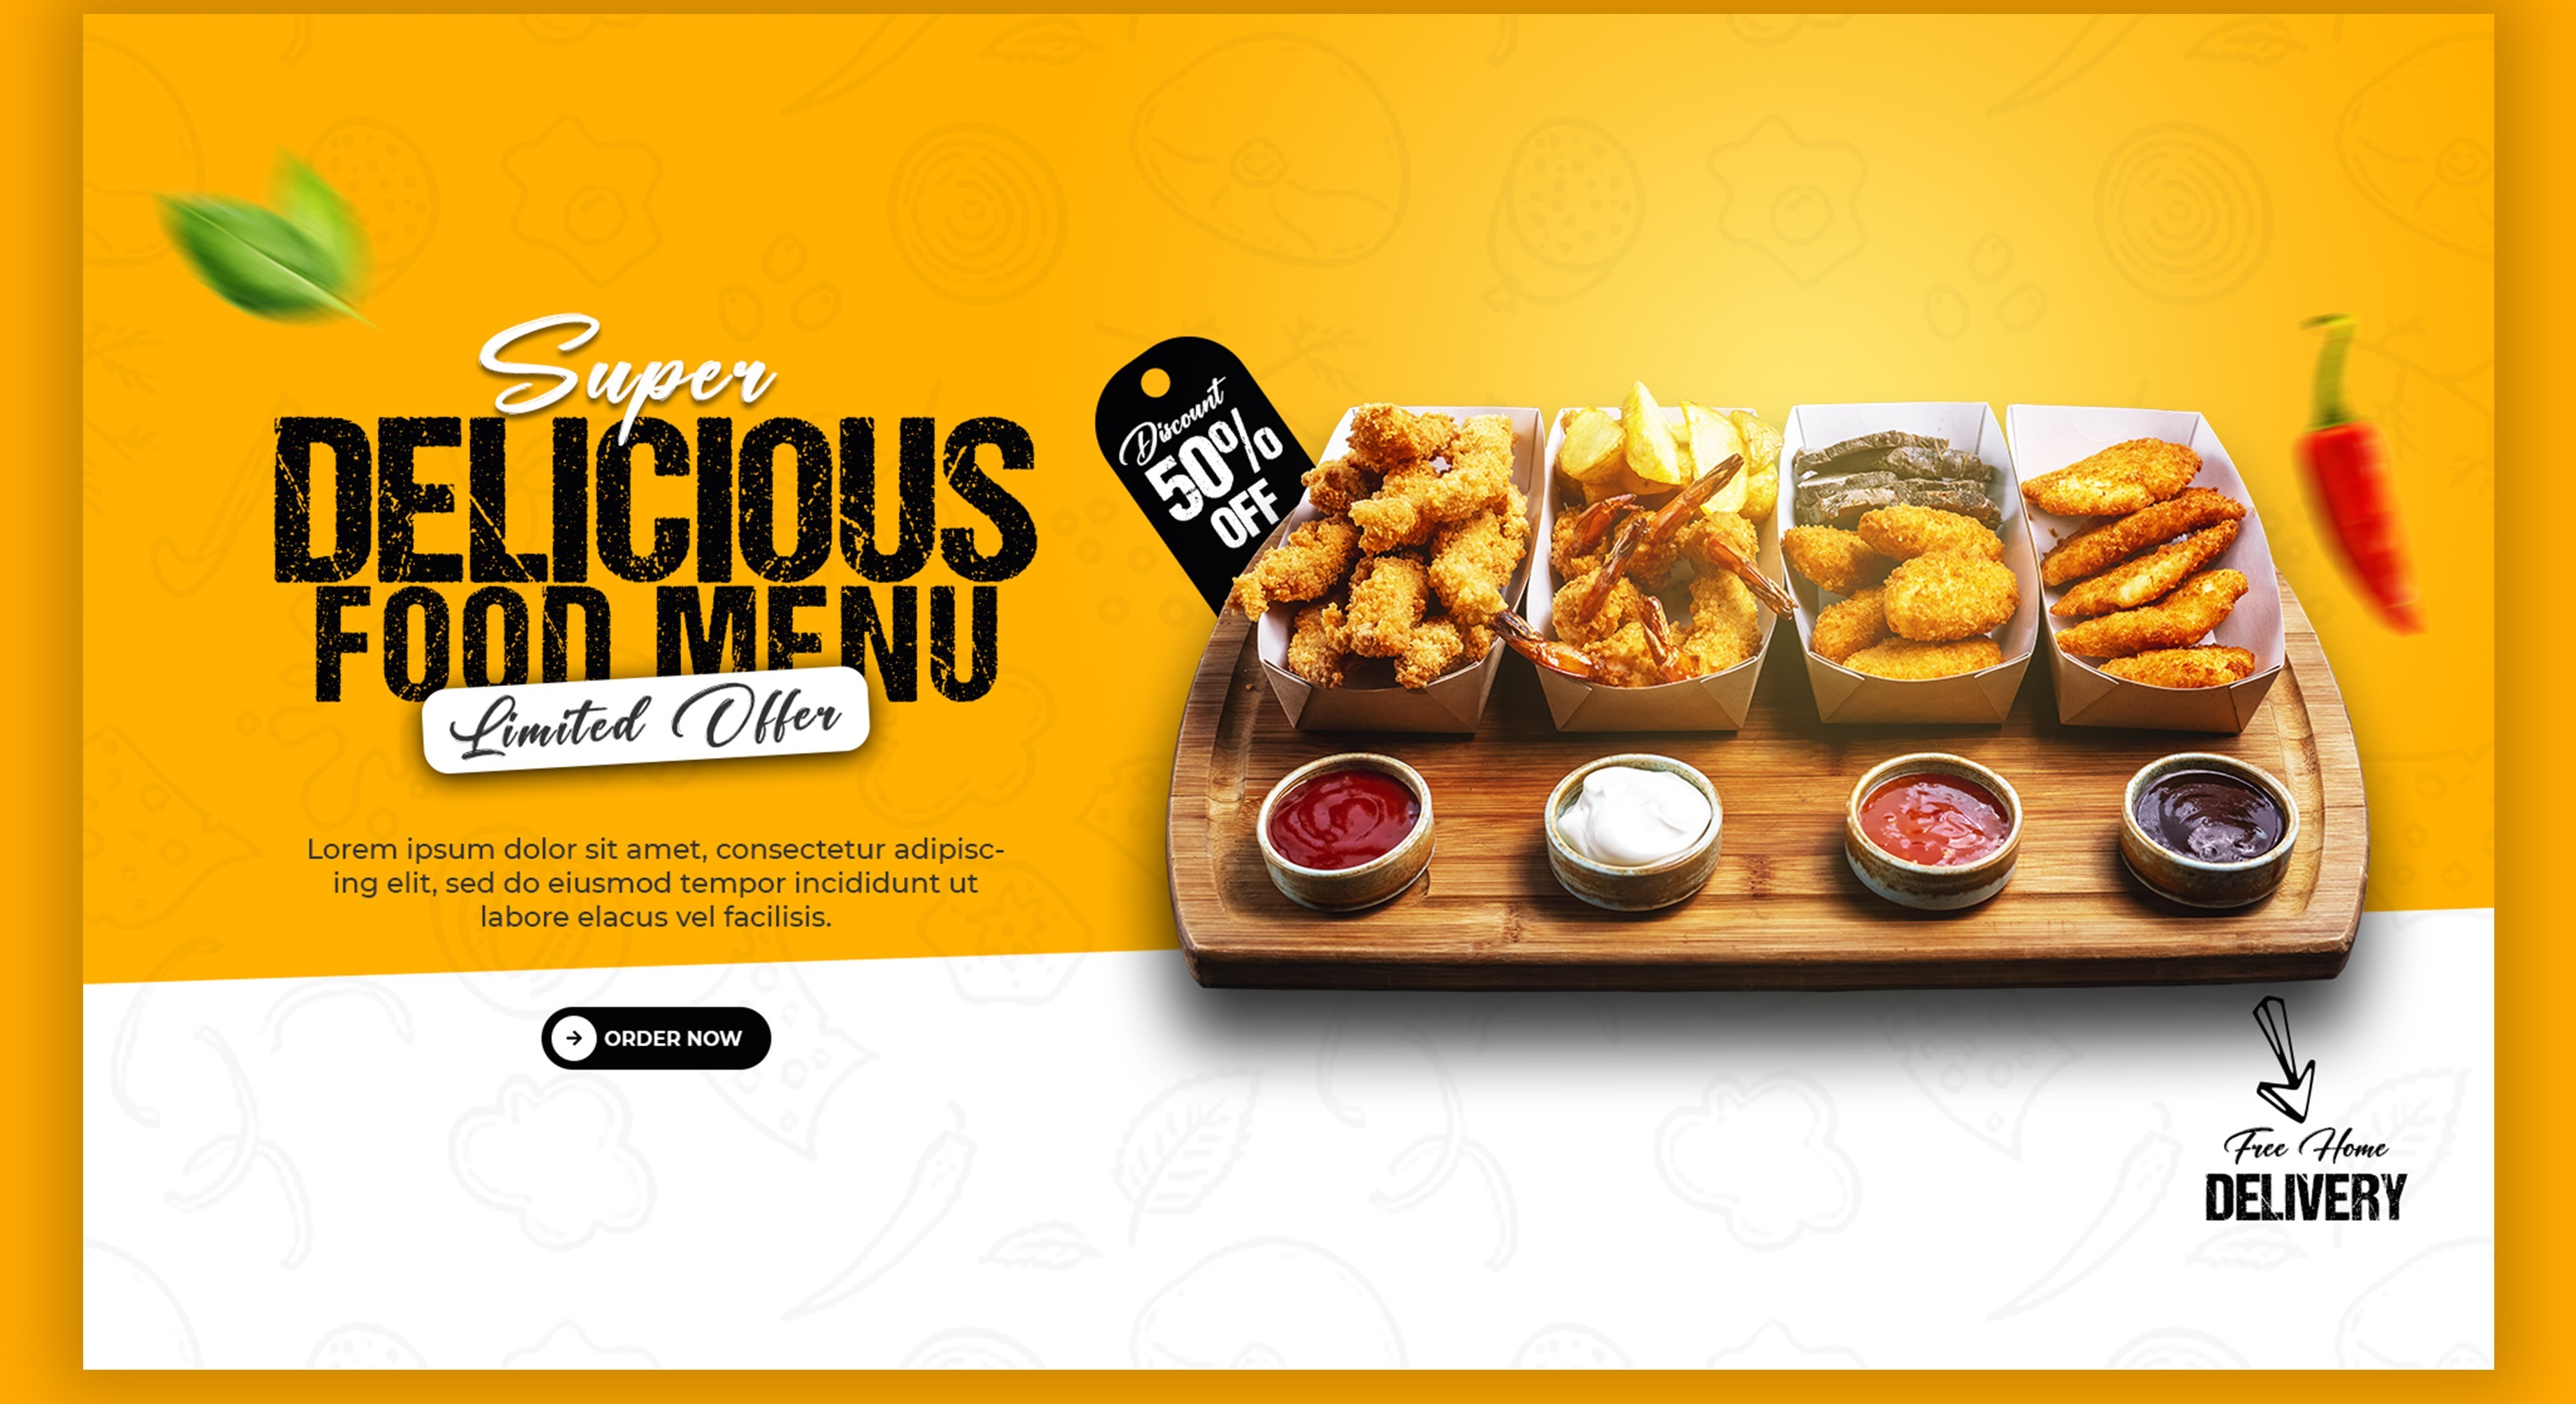 Super
DELICIOUS
FOOD MENU
Limited Offer
Lorem ipsum dolor sit amet, consectetur adipisc-
ing elit, sed do eiusmod tempor incididunt ut
labore elacus vel facilisis.
ORDER NOW
Discount
50%
OFF
Free Home
DELIVERY